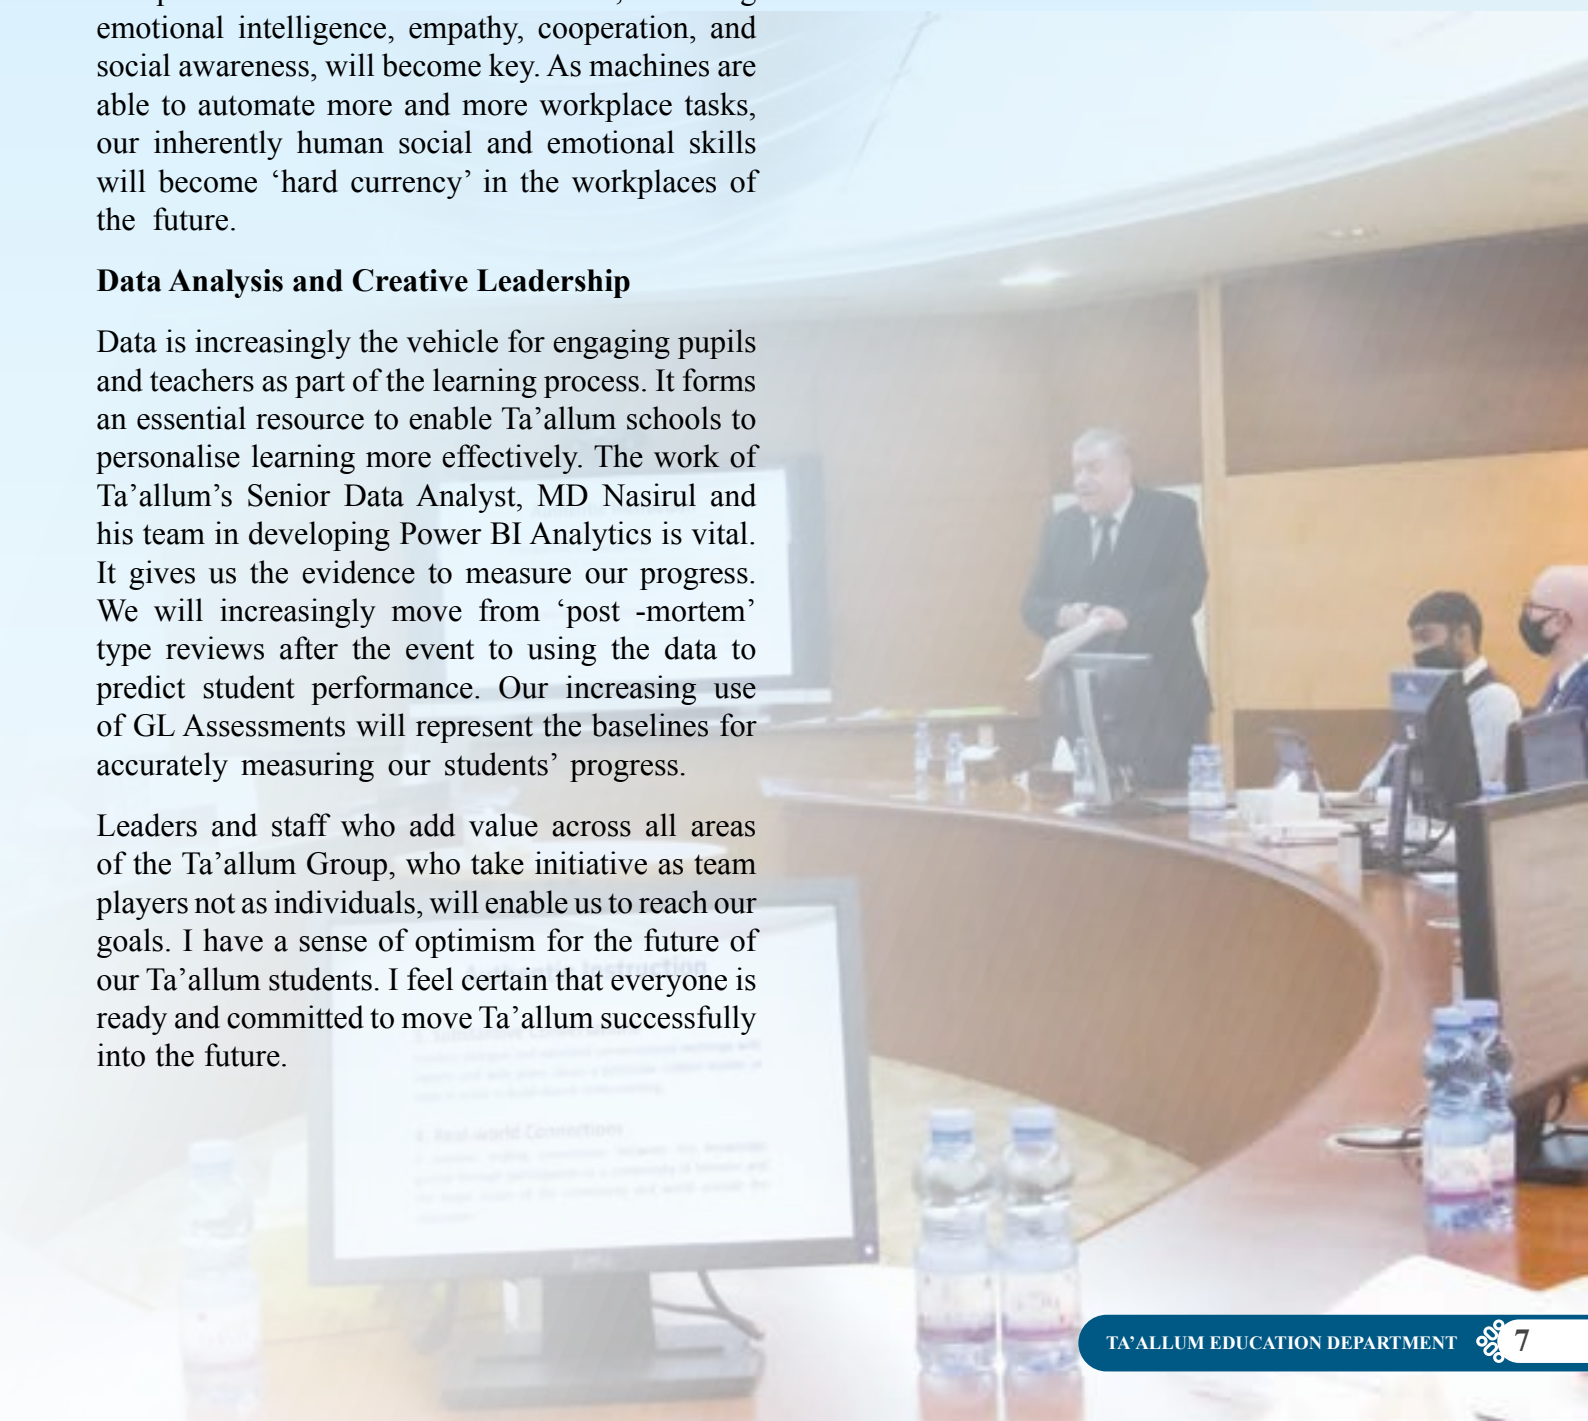 emotional intelligence, empathy, cooperation, and
social awareness, will become key. As machines are
able to automate more and more workplace tasks,
our inherently human social and emotional skills
will become ‘hard currency’ in the workplaces of
the future.
Data Analysis and Creative Leadership
Data is increasingly the vehicle for engaging pupils
and teachers as part of the learning process. It forms
an essential resource to enable Ta’allum schools to
personalise learning more effectively. The work of
Ta’allum’s Senior Data Analyst, MD Nasirul and
his team in developing Power BI Analytics is vital.
It gives us the evidence to measure our progress.
We will increasingly move from ‘post -mortem’
type reviews after the event to using the data to
predict student performance. Our increasing use
of GL Assessments will represent the baselines for
accurately measuring our students’ progress.
Leaders and staff who add value across all areas
of the Ta’allum Group, who take initiative as team
players not as individuals, will enable us to reach our
goals. I have a sense of optimism for the future of
our Ta’allum students. I feel certain that everyone is
ready and committed to move Ta’allum successfully
into the future.
Authentic Instruction
4. Real-world Connections
TA’ALLUM EDUCATION DEPARTMENT 7